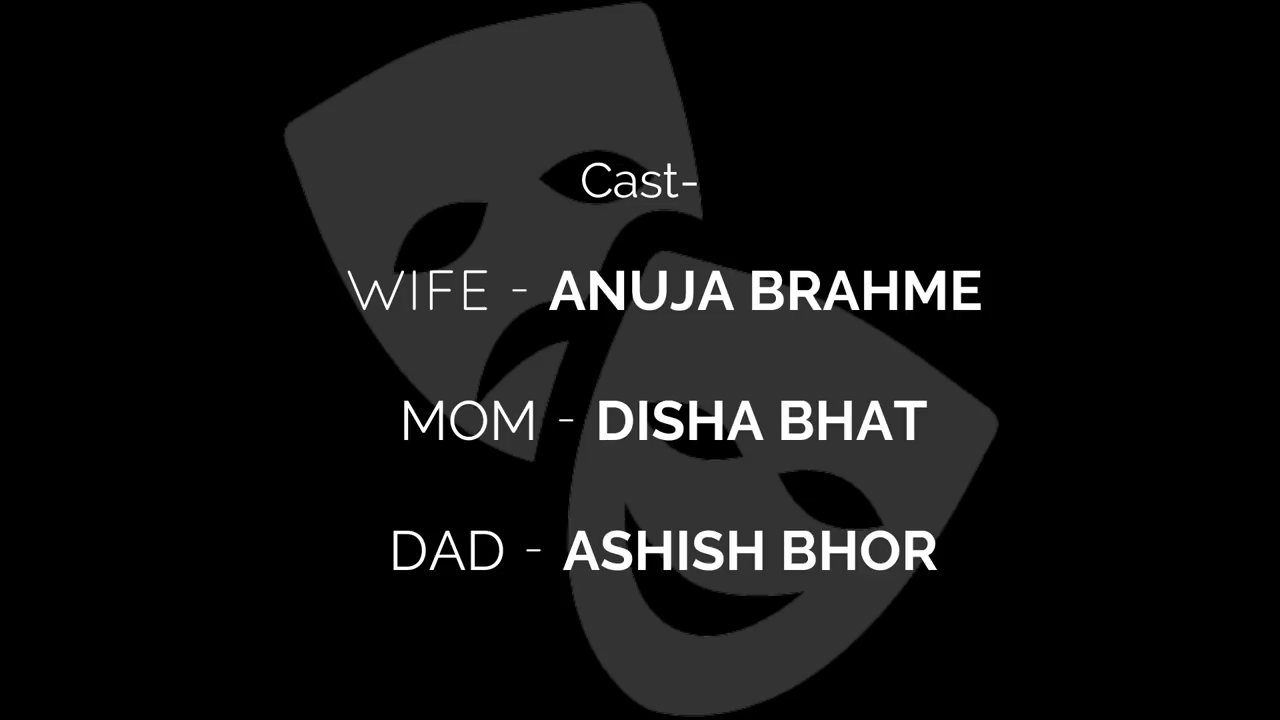 Cast-
WIFE - ANUJA BRAHME
MOM - DISHA BHAT
DAD - ASHISH BHOR